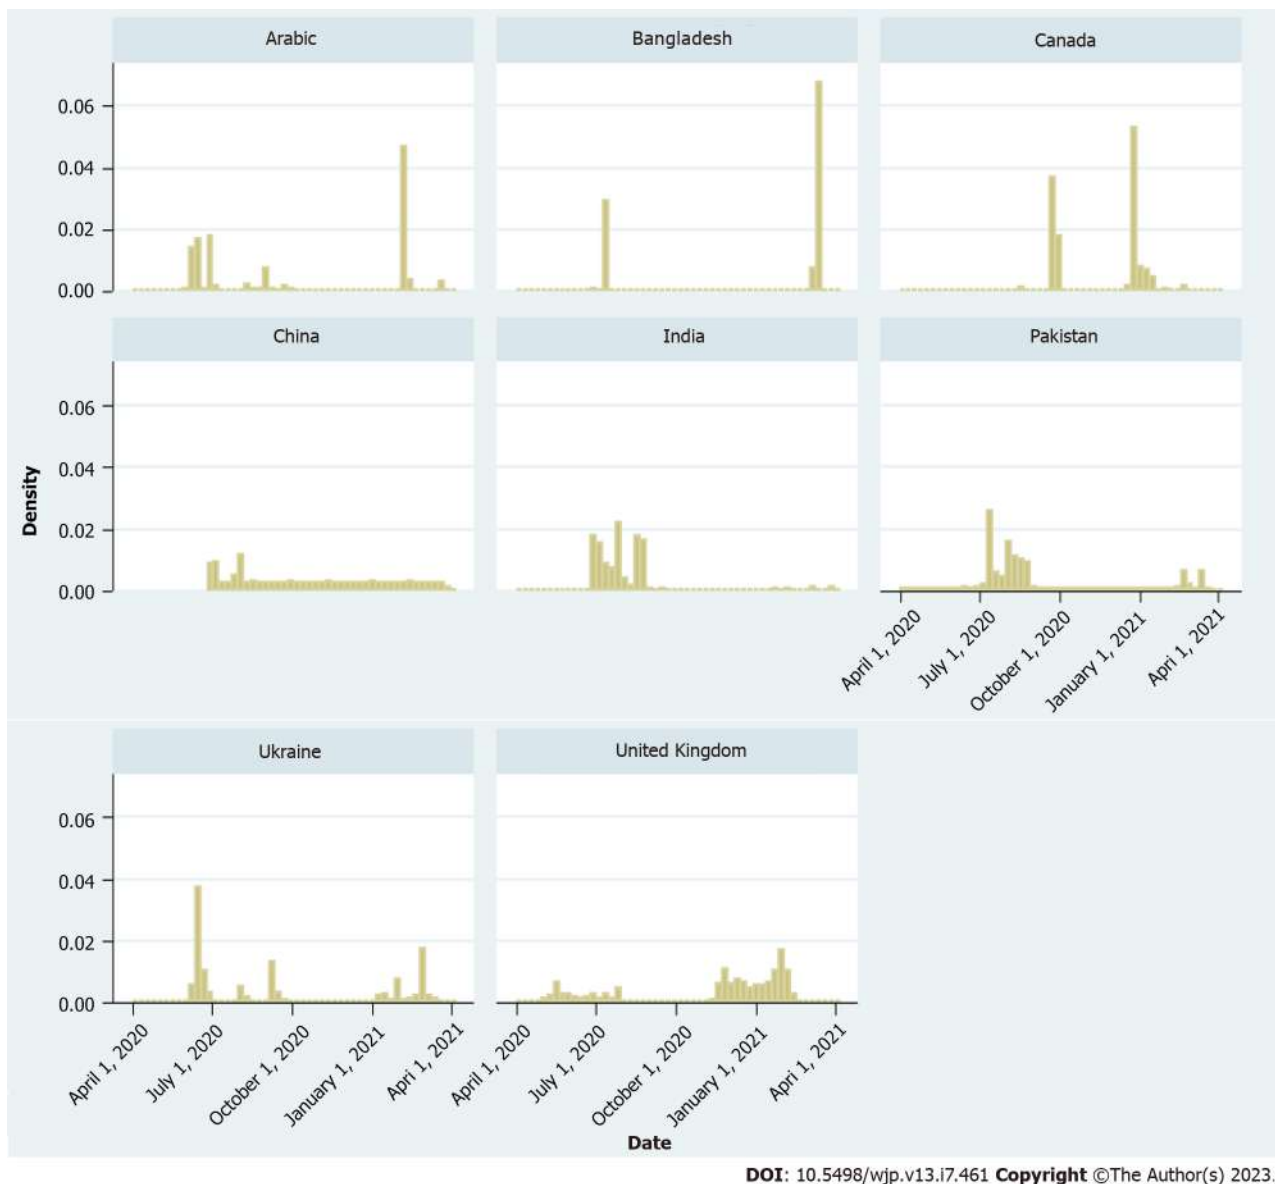 Arabic
Bangladesh
Canada
0.06
0.04
0.02
0.00
China
India
Pakistan
0.06
0.04
0.02
0.00
Density
April 1, 2020
July 1, 2020
October 1, 2020
January 1, 2021
Apri 1, 2021
Ukraine
United Kingdom
0.06
0.04
0.02
0.00
April 1, 2020
July 1, 2020
October 1, 2020
January 1, 2021
Apri 1, 2021
April 1, 2020
July 1, 2020
October 1, 2020
January 1, 2021
Apri 1, 2021
Date
DOI: 10.5498/wjp.v13.i7.461 Copyright ©The Author(s) 2023.